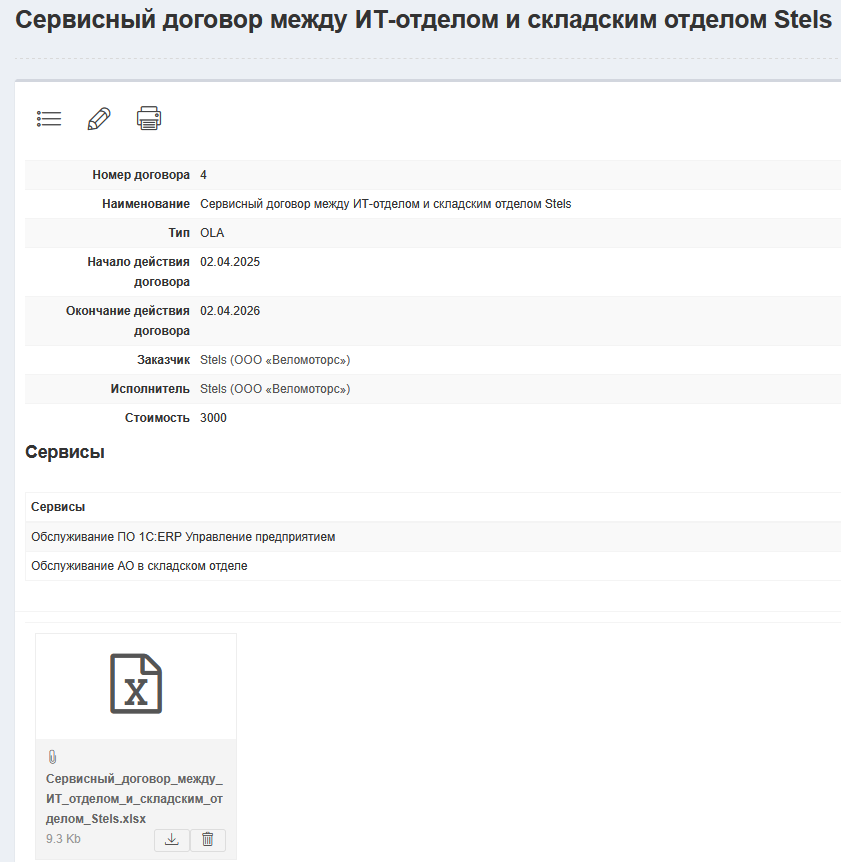 Сервисный договор между ИТ-отделом и складским отделом Stels
Номер договора 4
Наименование Сервисный договор между ИТ-отделом и складским отделом Stels
Тип OLA
Начало действия договора 02.04.2025
Окончание действия договора 02.04.2026
Заказчик Stels (ООО «Веломоторс»)
Исполнитель Stels (ООО «Веломоторс»)
Стоимость 3000
Сервисы
Сервисы
Обслуживание ПО 1С:ERP Управление предприятием
Обслуживание АО в складском отделе
X
Сервисный_договор_между_
ИТ_отделом_и_складским_от
делом_Stels.xlsx
9.3 Kb